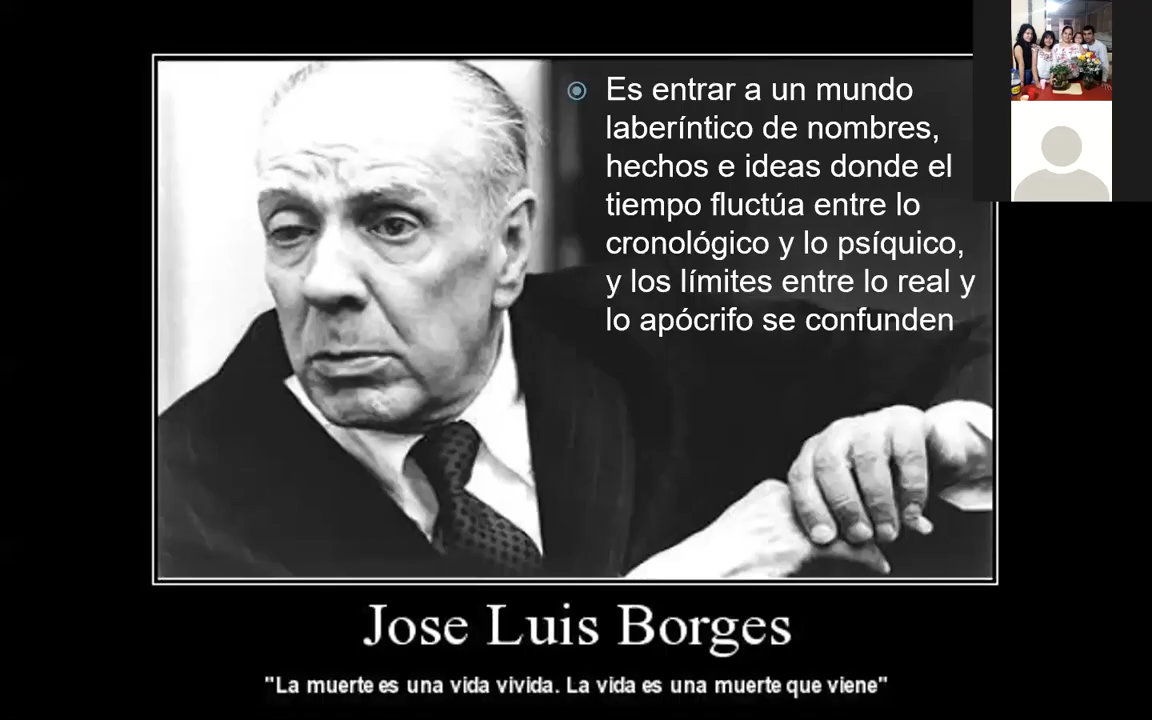 Es entrar a un mundo
laberíntico de nombres,
hechos e ideas donde el
tiempo fluctúa entre lo
cronológico y lo psíquico,
y los límites entre lo real y
lo apócrifo se confunden
Jose Luis Borges
"La muerte es una vida vivida. La vida es una muerte que viene"